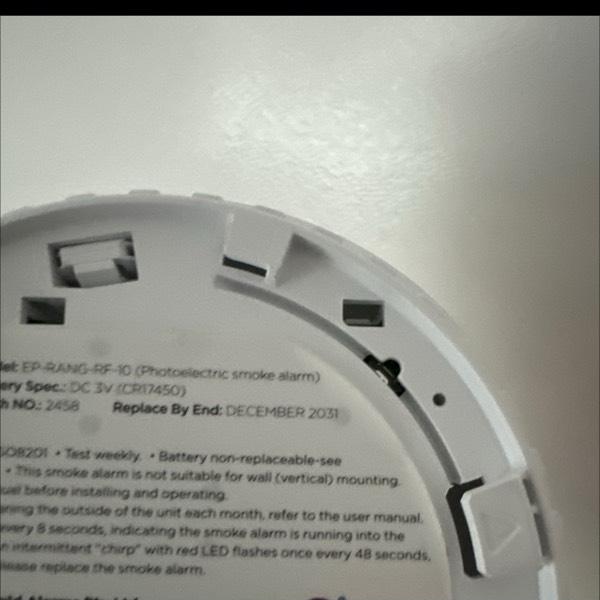 EP-RANG-RF-10 (Photoelectric smoke alarm)
Spec.: DC 3V (CR17450)
NO.: 2458 Replace By End: DECEMBER 2031
• Test weekly. • Battery non-replaceable-see
• This smoke alarm is not suitable for wall (vertical) mounting.
before installing and operating.
the outside of the unit each month, refer to the user manual.
every 8 seconds, indicating the smoke alarm is running into the
intermittent "chirp" with red LED flashes once every 48 seconds,
please replace the smoke alarm.